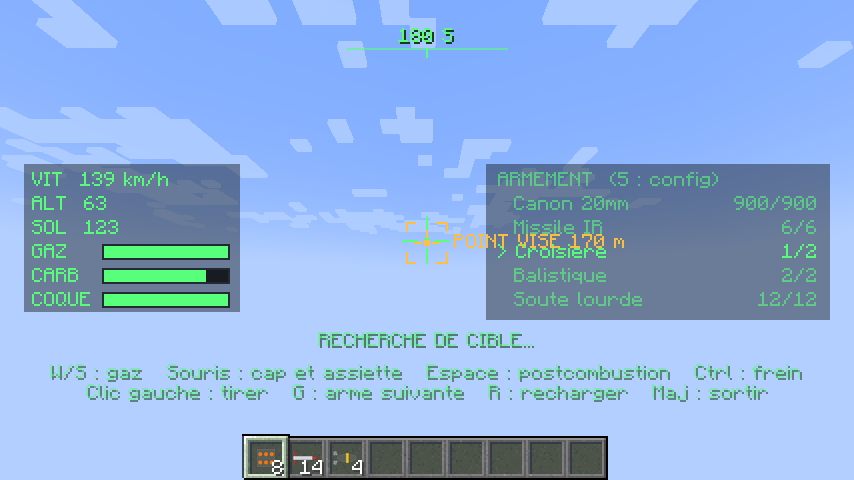 180 S
VIT 139 km/h
ALT 63
SOL 123
GAZ
CARB
COQUE
ARMEMENT (5 : config)
Canon 20mm 900/900
Missile IR 6/6
> Croisière 1/2
Balistique 2/2
Soute lourde 12/12
POINT VISE 170 m
RECHERCHE DE CIBLE...
W/S : gaz Souris : cap et assiette Espace : postcombustion Ctrl : frein
Clic gauche : tirer G : arme suivante R : recharger Maj : sortir
8 14 4